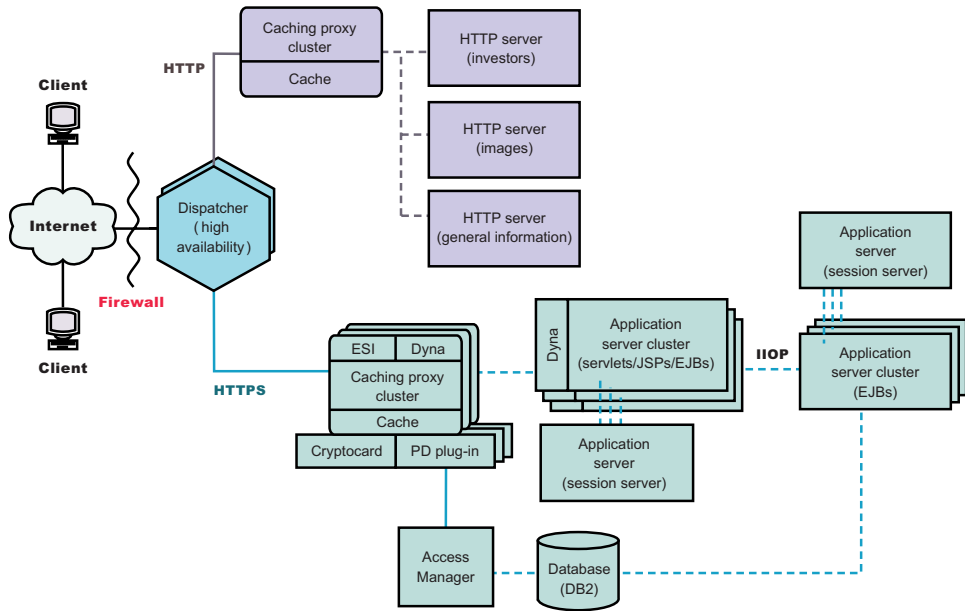 Caching proxy
cluster
Cache
HTTP server
(investors)
HTTP
Client
HTTP server
(images)
Dispatcher
( high
availability )
Internet
HTTP server
(general information)
Application
server
(session server)
Firewall
Client
HTTPS
ESI
Dyna
Caching proxy
cluster
Cache
Cryptocard
PD plug-in
Dyna
Application
server cluster
(servlets/JSPs/EJBs)
IIOP
Application
server cluster
(EJBs)
Application
server
(session server)
Access
Manager
Database
(DB2)